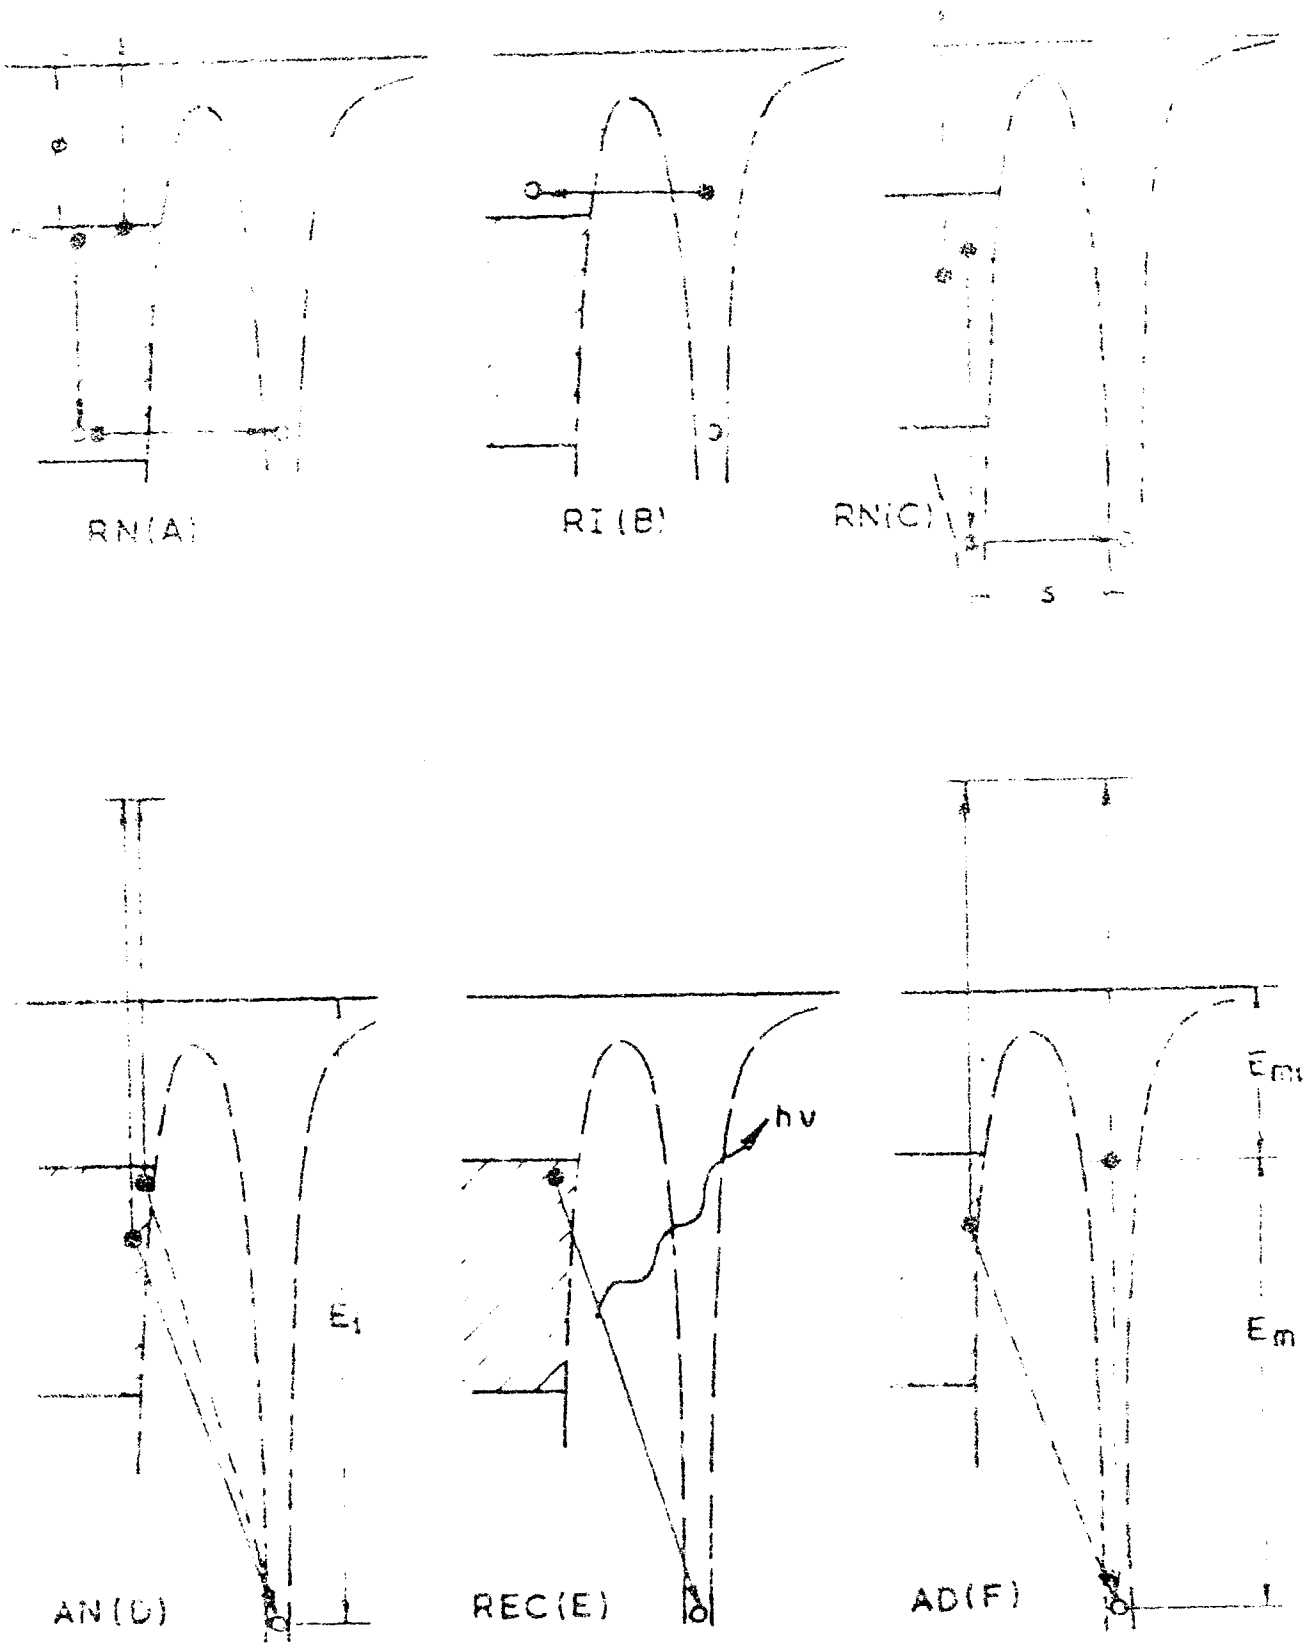 φ
RN(A)
RI(B)
RN(C)
s
E₁
hν
Em
AN(D)
REC(E)
AD(F)